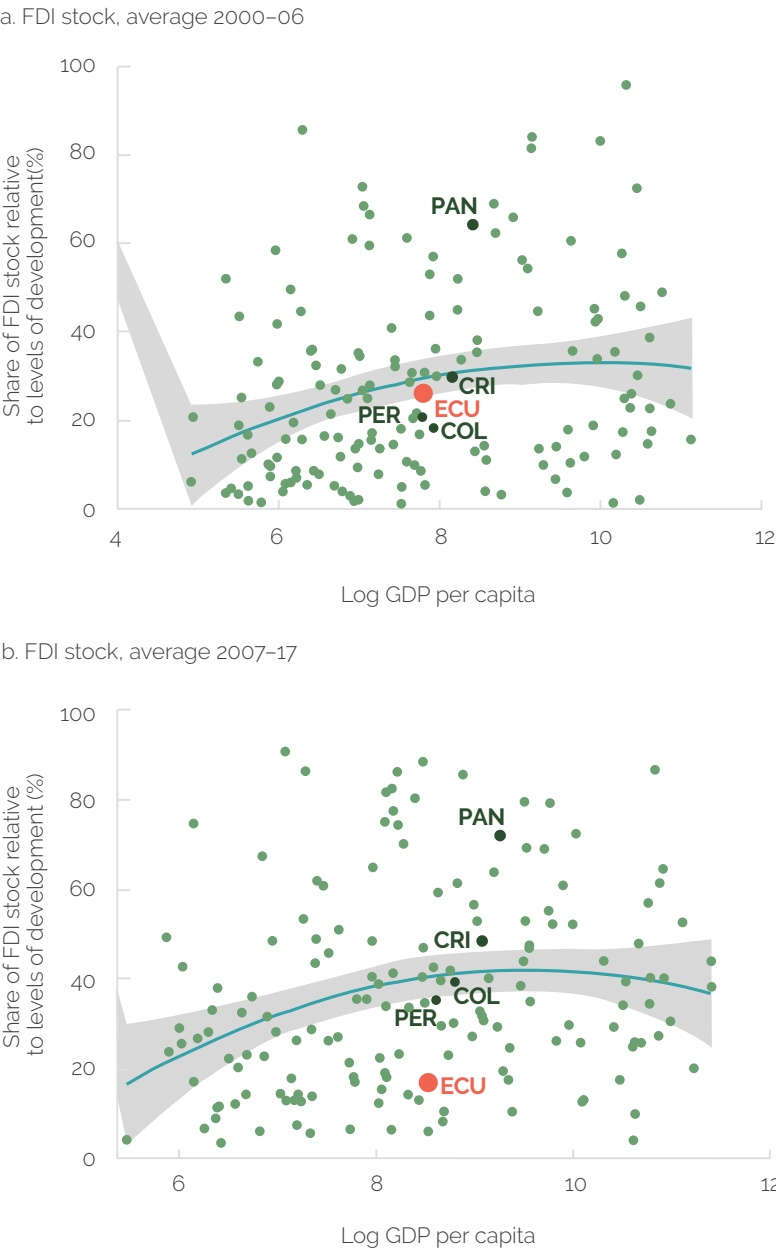 a. FDI stock, average 2000–06
Share of FDI stock relative
to levels of development(%)
100
80
60
40
20
0
PAN
CRI
ECU
PER
COL
4
6
8
10
12
Log GDP per capita
b. FDI stock, average 2007–17
Share of FDI stock relative
to levels of development (%)
100
80
60
40
20
0
PAN
CRI
COL
PER
ECU
6
8
10
12
Log GDP per capita